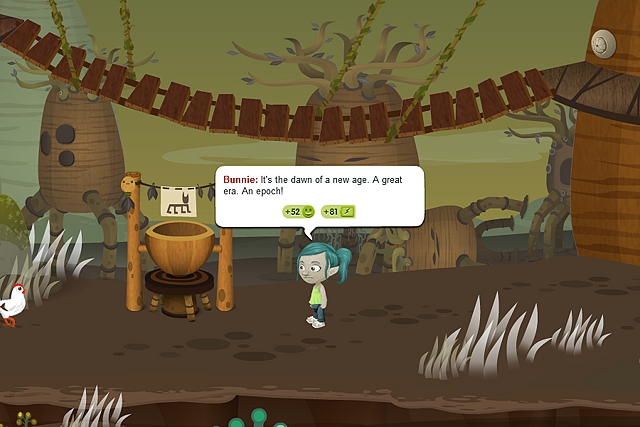 Bunnie: It's the dawn of a new age. A great
era. An epoch!
+52 +81